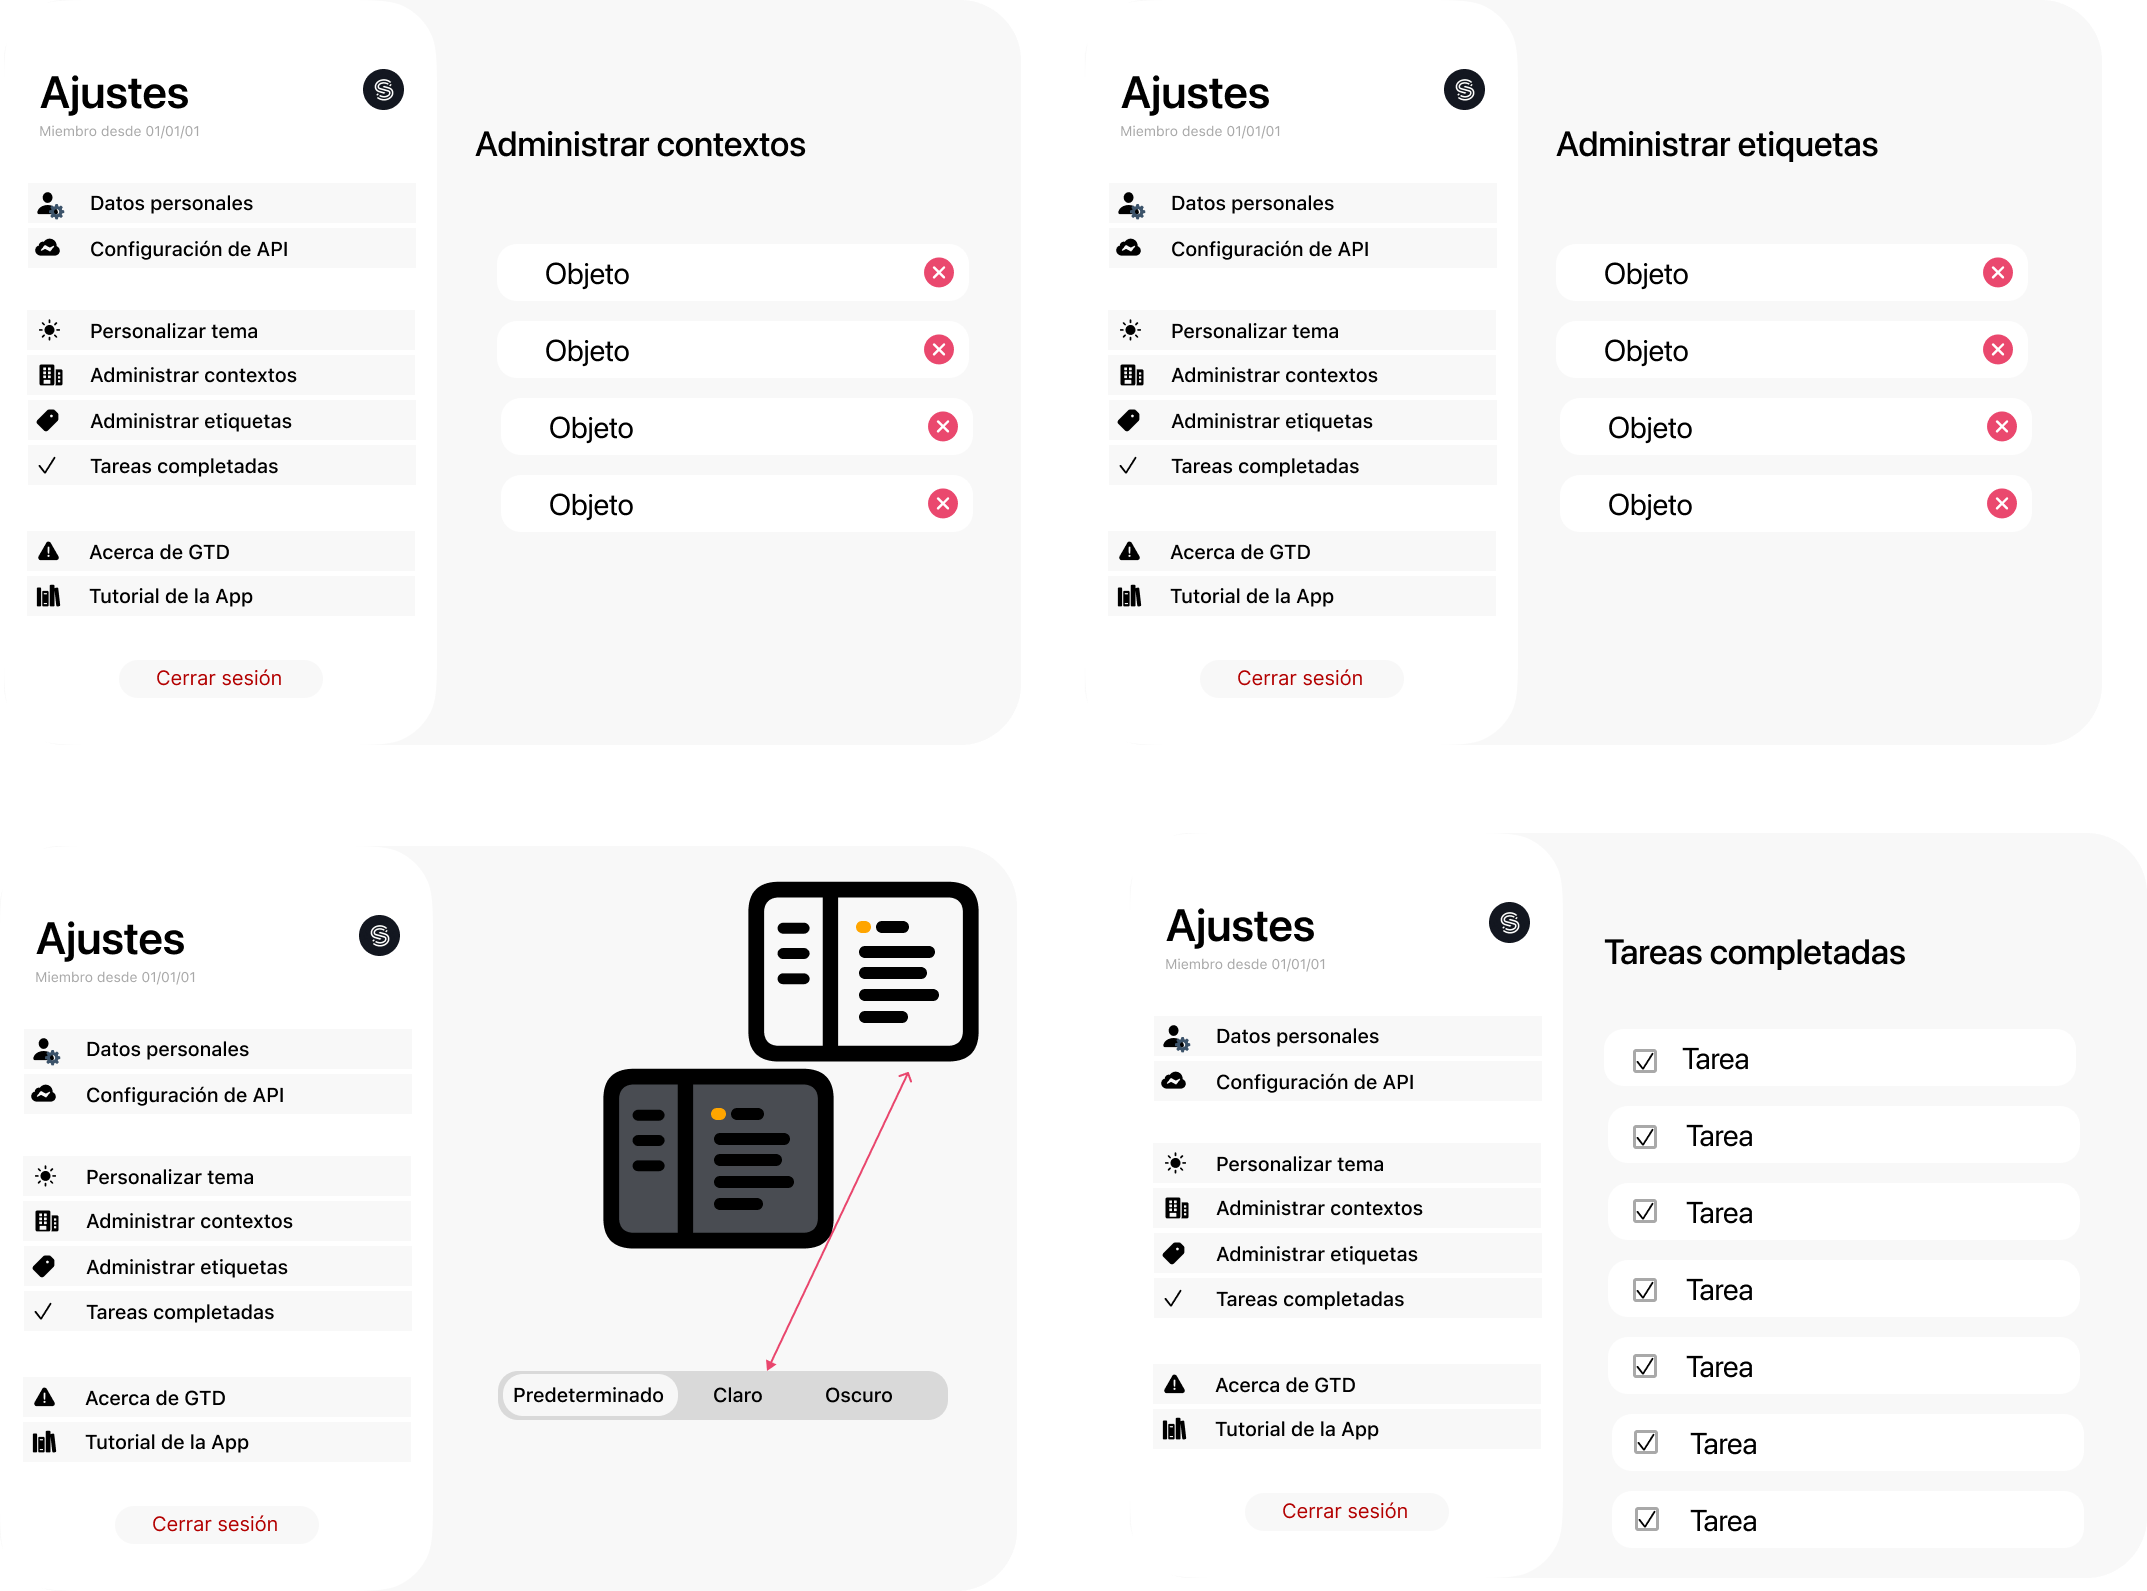 Ajustes
Miembro desde 01/01/01
Datos personales
Configuración de API
Personalizar tema
Administrar contextos
Administrar etiquetas
Tareas completadas
Acerca de GTD
Tutorial de la App
Cerrar sesión
Administrar contextos
Objeto
Objeto
Objeto
Objeto
Ajustes
Miembro desde 01/01/01
Datos personales
Configuración de API
Personalizar tema
Administrar contextos
Administrar etiquetas
Tareas completadas
Acerca de GTD
Tutorial de la App
Cerrar sesión
Administrar etiquetas
Objeto
Objeto
Objeto
Objeto
Ajustes
Miembro desde 01/01/01
Datos personales
Configuración de API
Personalizar tema
Administrar contextos
Administrar etiquetas
Tareas completadas
Acerca de GTD
Tutorial de la App
Cerrar sesión
Predeterminado Claro Oscuro
Ajustes
Miembro desde 01/01/01
Datos personales
Configuración de API
Personalizar tema
Administrar contextos
Administrar etiquetas
Tareas completadas
Acerca de GTD
Tutorial de la App
Cerrar sesión
Tareas completadas
Tarea
Tarea
Tarea
Tarea
Tarea
Tarea
Tarea